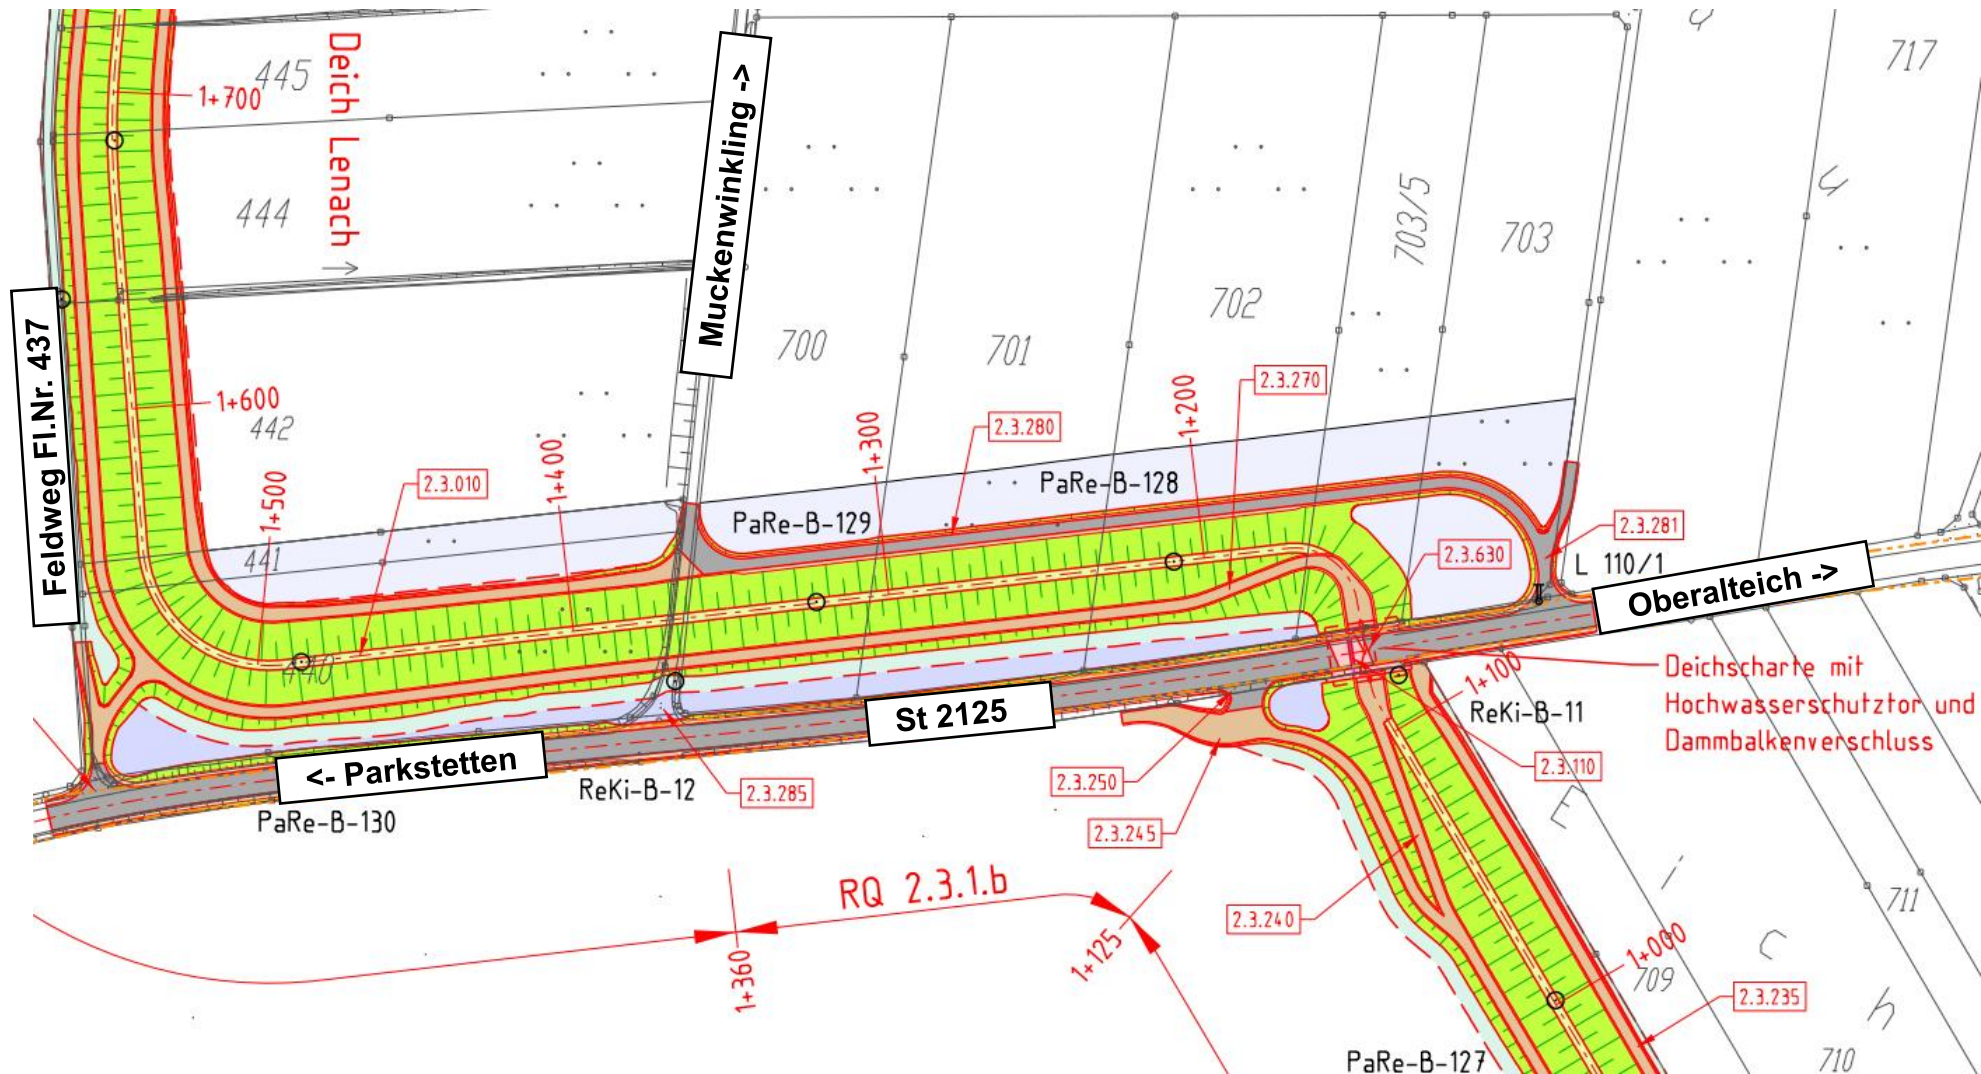 445
1+700
Deich Lenach
Muckenwinkling ->
717
u
444
703/5
703
702
700
701
Feldweg Fl.Nr. 437
1+600
442
1+500
2.3.010
1+400
1+300
2.3.280
1+200
2.3.270
PaRe-B-128
PaRe-B-129
2.3.281
441
2.3.630
L 110/1
Oberalteich ->
440
Deichscharte mit
Hochwasserschutztor und
Dammbalkenverschluss
1+100
ReKi-B-11
St 2125
<- Parkstetten
2.3.110
2.3.250
ReKi-B-12
2.3.285
PaRe-B-130
2.3.245
E
i
c
h
RQ 2.3.1.b
711
2.3.240
1+360
1+125
1+000
709
2.3.235
PaRe-B-127
710